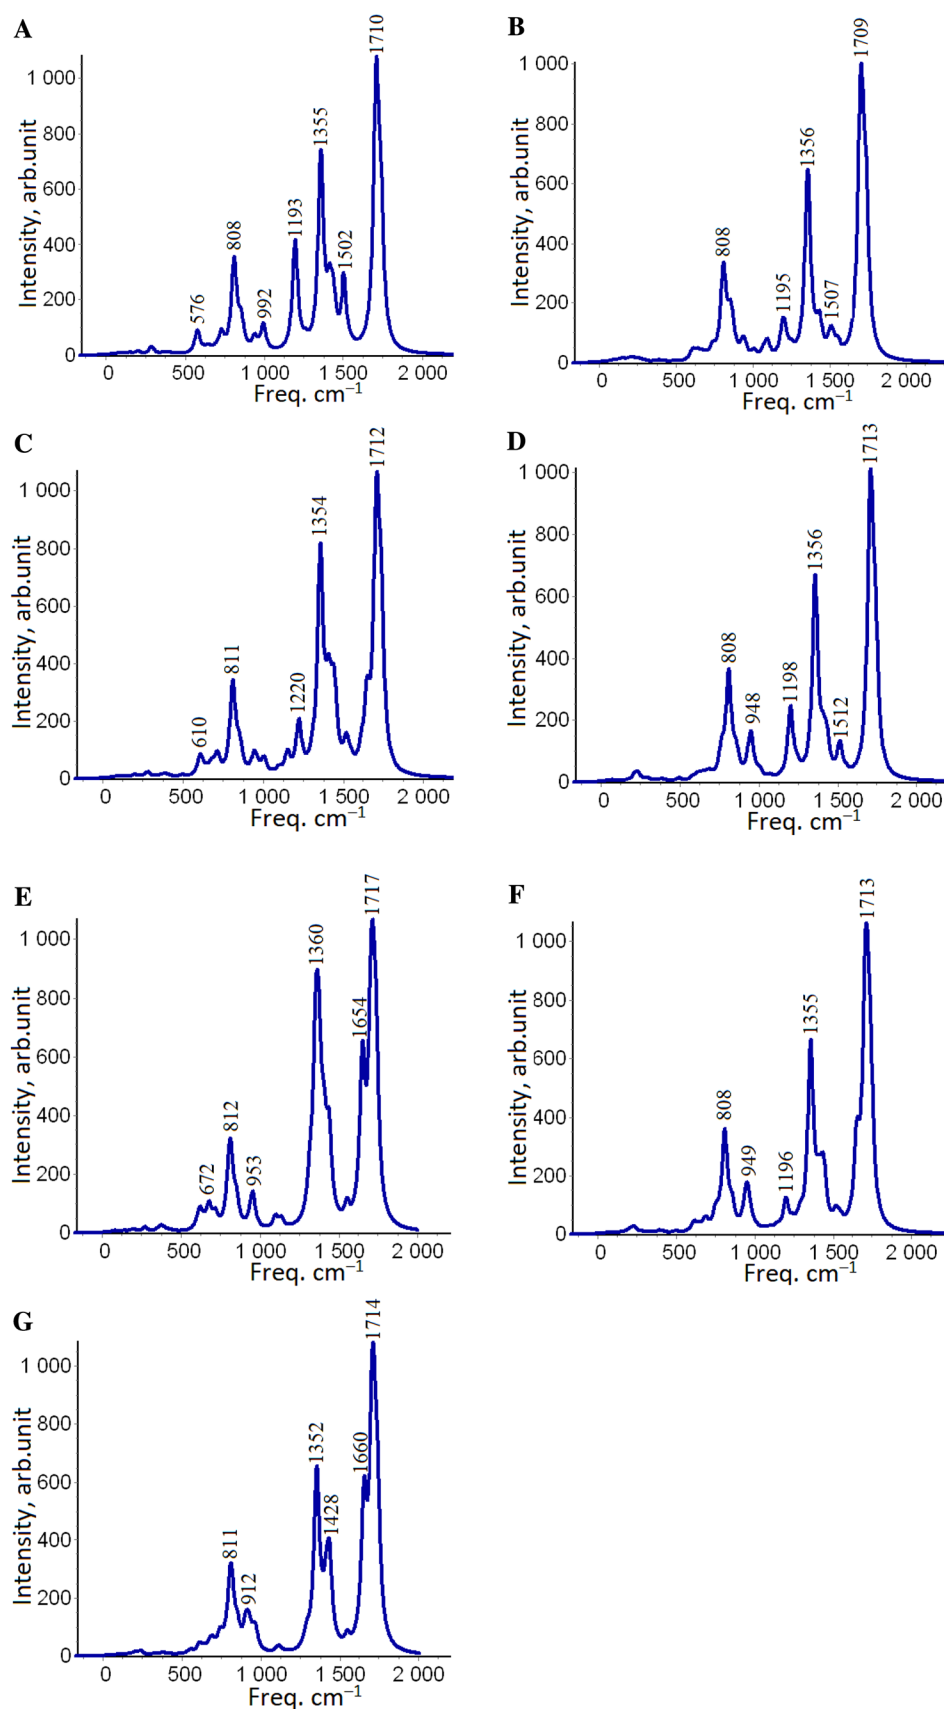 A
1 000
800
600
400
200
0
Intensity, arb.unit
576
808
992
1193
1355
1502
1710
0 500 1 000 1 500 2 000
Freq. cm−1
B
1 000
800
600
400
200
0
Intensity, arb.unit
808
1195
1356
1507
1709
0 500 1 000 1 500 2 000
Freq. cm−1
C
1 000
800
600
400
200
0
Intensity, arb.unit
610
811
1220
1354
1712
0 500 1 000 1 500 2 000
Freq. cm−1
D
1 000
800
600
400
200
0
Intensity, arb.unit
808
948
1198
1356
1512
1713
0 500 1 000 1 500 2 000
Freq. cm−1
E
1 000
800
600
400
200
0
Intensity, arb.unit
672
812
953
1360
1654
1717
0 500 1 000 1 500 2 000
Freq. cm−1
F
1 000
800
600
400
200
0
Intensity, arb.unit
808
949
1196
1355
1713
0 500 1 000 1 500 2 000
Freq. cm−1
G
1 000
800
600
400
200
0
Intensity, arb.unit
811
912
1352
1428
1660
1714
0 500 1 000 1 500 2 000
Freq. cm−1